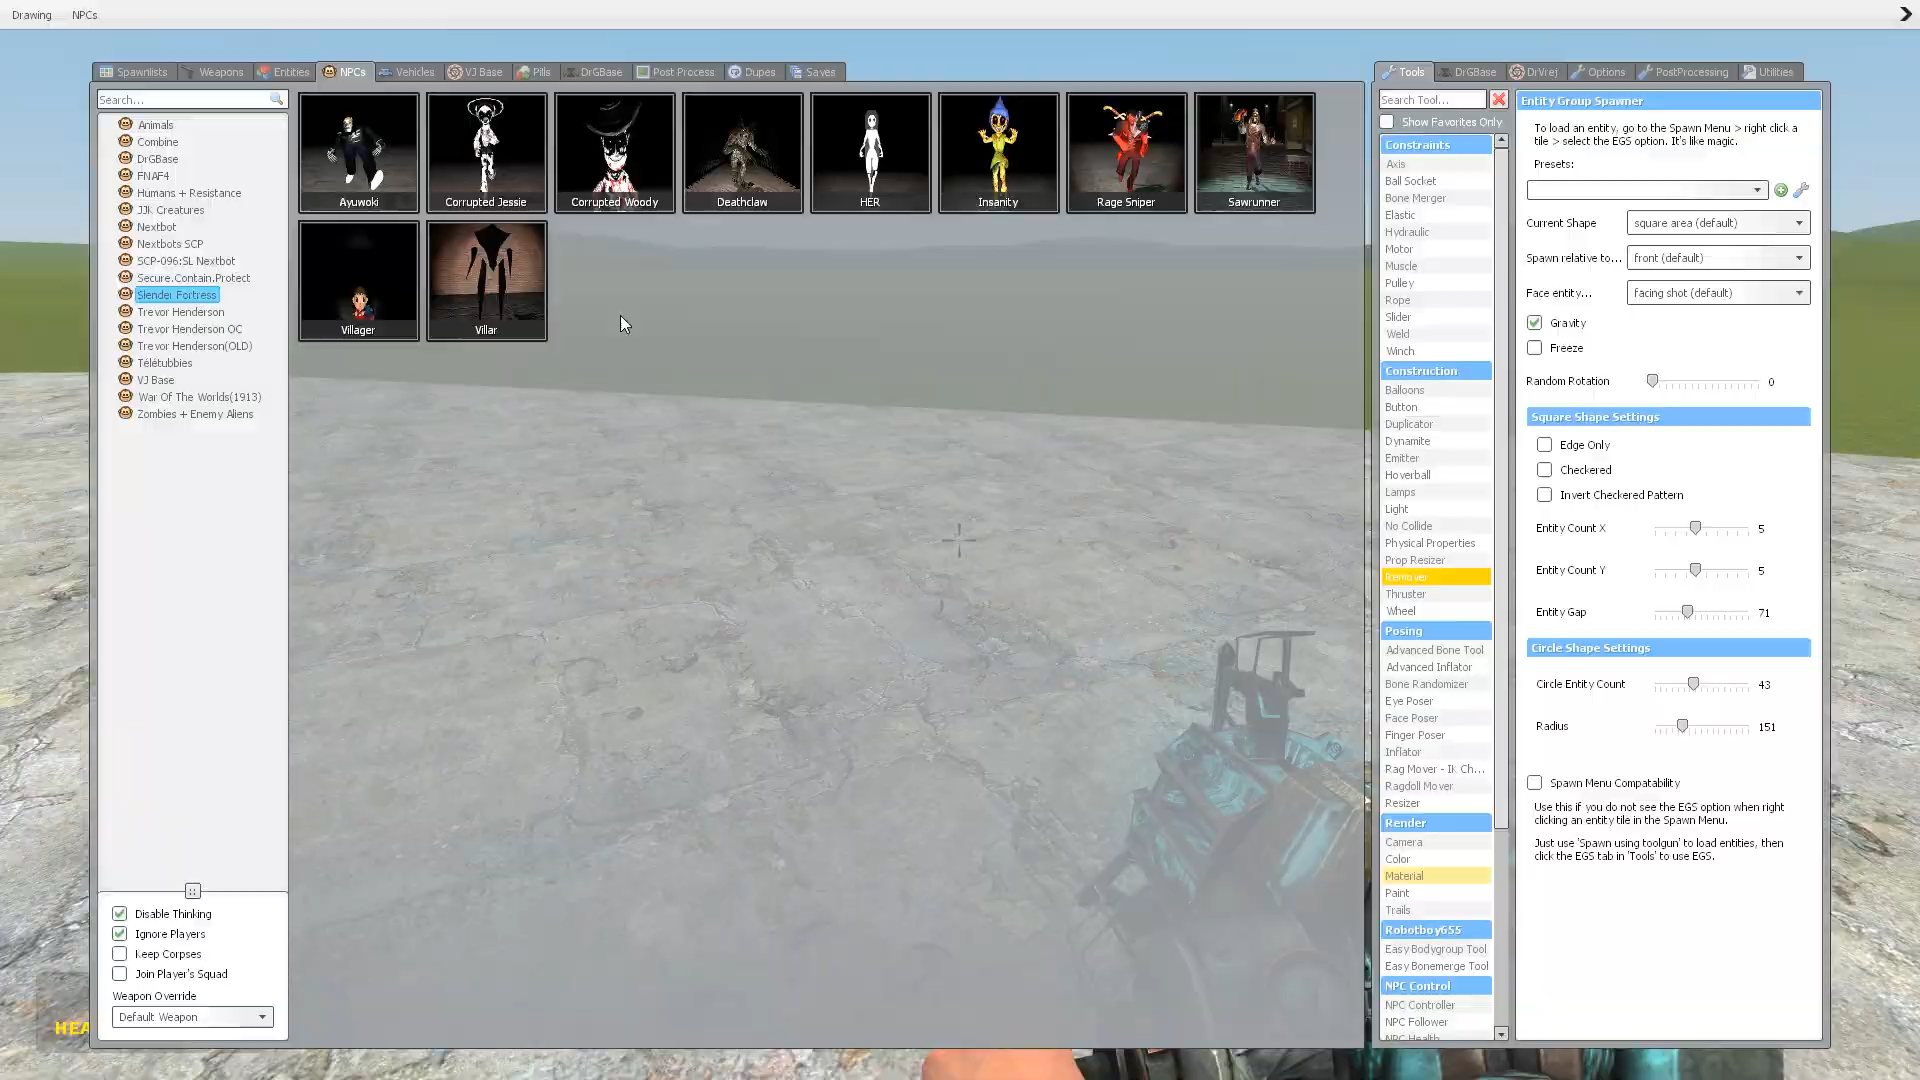 Drawing NPCs
Spawnlists Weapons Entities NPCs Vehicles VJ Base Pills DrGBase Post Process Dupes Saves
Search...
Animals
Combine
DrGBase
FNAF4
Humans + Resistance
JJK Creatures
Nextbot
Nextbots SCP
SCP-096:SL Nextbot
Secure.Contain.Protect
Slender Fortress
Trevor Henderson
Trevor Henderson OC
Trevor Henderson(OLD)
Télétubbies
VJ Base
War Of The Worlds(1913)
Zombies + Enemy Aliens
Disable Thinking
Ignore Players
Keep Corpses
Join Player's Squad
Weapon Override
Default Weapon
HEA
Ayuwoki Corrupted Jessie Corrupted Woody Deathclaw HER Insanity Rage Sniper Sawrunner
Villager Villar
Tools DrGBase DrVrej Options PostProcessing Utilities
Search Tool...
Show Favorites Only
Constraints
Axis
Ball Socket
Bone Merger
Elastic
Hydraulic
Motor
Muscle
Pulley
Rope
Slider
Weld
Winch
Construction
Balloons
Button
Duplicator
Dynamite
Emitter
Hoverball
Lamps
Light
No Collide
Physical Properties
Prop Resizer
Remover
Thruster
Wheel
Posing
Advanced Bone Tool
Advanced Inflator
Bone Randomizer
Eye Poser
Face Poser
Finger Poser
Inflator
Rag Mover - IK Ch...
Ragdoll Mover
Resizer
Render
Camera
Color
Material
Paint
Trails
Robotboy655
Easy Bodygroup Tool
Easy Bonemerge Tool
NPC Control
NPC Controller
NPC Follower
NPC Health
Entity Group Spawner
To load an entity, go to the Spawn Menu > right click a
tile > select the EGS option. It's like magic.
Presets:
Current Shape square area (default)
Spawn relative to... front (default)
Face entity... facing shot (default)
Gravity
Freeze
Random Rotation 0
Square Shape Settings
Edge Only
Checkered
Invert Checkered Pattern
Entity Count X 5
Entity Count Y 5
Entity Gap 71
Circle Shape Settings
Circle Entity Count 43
Radius 151
Spawn Menu Compatability
Use this if you do not see the EGS option when right
clicking an entity tile in the Spawn Menu.
Just use 'Spawn using toolgun' to load entities, then
click the EGS tab in 'Tools' to use EGS.